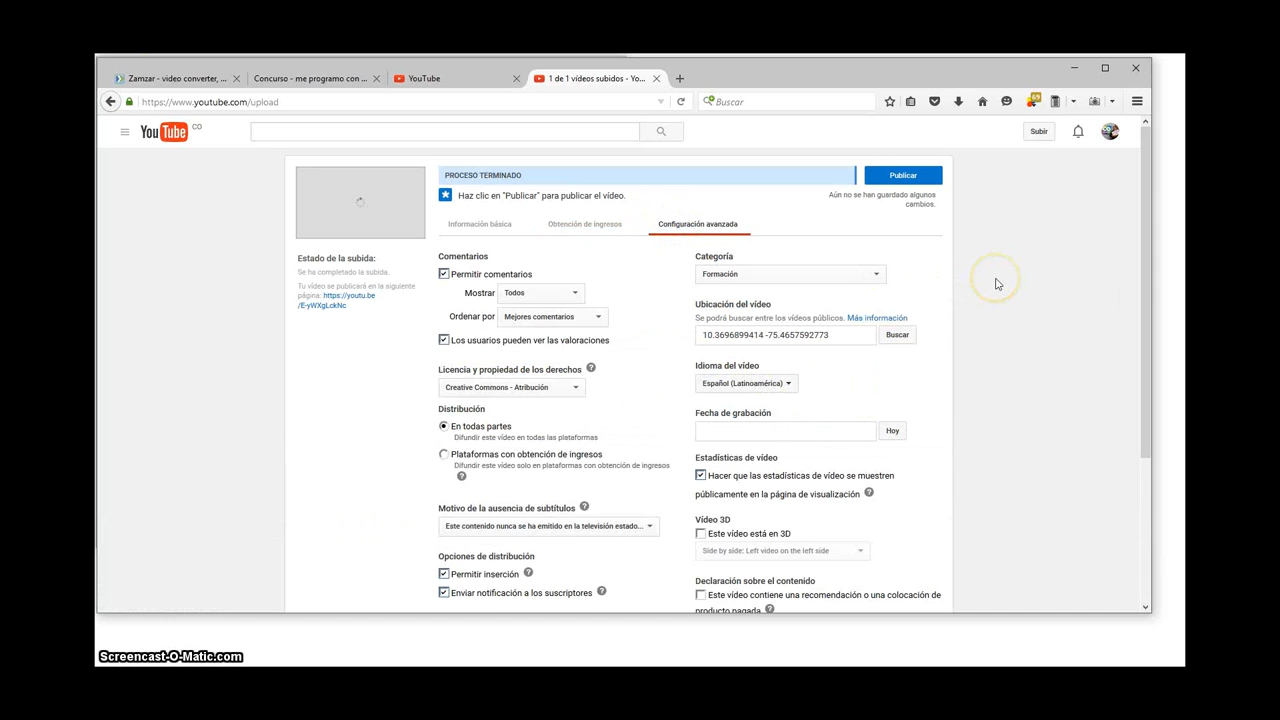 Zamzar - video converter, ...
Concurso - me programo con ...
YouTube
1 de 1 vídeos subidos - Yo...
https://www.youtube.com/upload
Buscar
69
YouTube CO
Subir
PROCESO TERMINADO
Publicar
Haz clic en "Publicar" para publicar el vídeo.
Aún no se han guardado algunos
cambios.
Información básica
Obtención de ingresos
Configuración avanzada
Estado de la subida:
Se ha completado la subida.
Tu vídeo se publicará en la siguiente
página: https://youtu.be
/E-yWXgLckNc
Comentarios
Permitir comentarios
Mostrar Todos
Ordenar por Mejores comentarios
Los usuarios pueden ver las valoraciones
Licencia y propiedad de los derechos ?
Creative Commons - Atribución
Distribución
En todas partes
Difundir este vídeo en todas las plataformas
Plataformas con obtención de ingresos
Difundir este vídeo solo en plataformas con obtención de ingresos
?
Motivo de la ausencia de subtítulos ?
Este contenido nunca se ha emitido en la televisión estado...
Opciones de distribución
Permitir inserción ?
Enviar notificación a los suscriptores ?
Categoría
Formación
Ubicación del vídeo
Se podrá buscar entre los vídeos públicos. Más información
10.3696899414 -75.4657592773
Buscar
Idioma del vídeo
Español (Latinoamérica)
Fecha de grabación
Hoy
Estadísticas de vídeo
Hacer que las estadísticas de vídeo se muestren
públicamente en la página de visualización ?
Vídeo 3D
Este vídeo está en 3D
Side by side: Left video on the left side
Declaración sobre el contenido
Este vídeo contiene una recomendación o una colocación de
producto pagada ?
Screencast-O-Matic.com